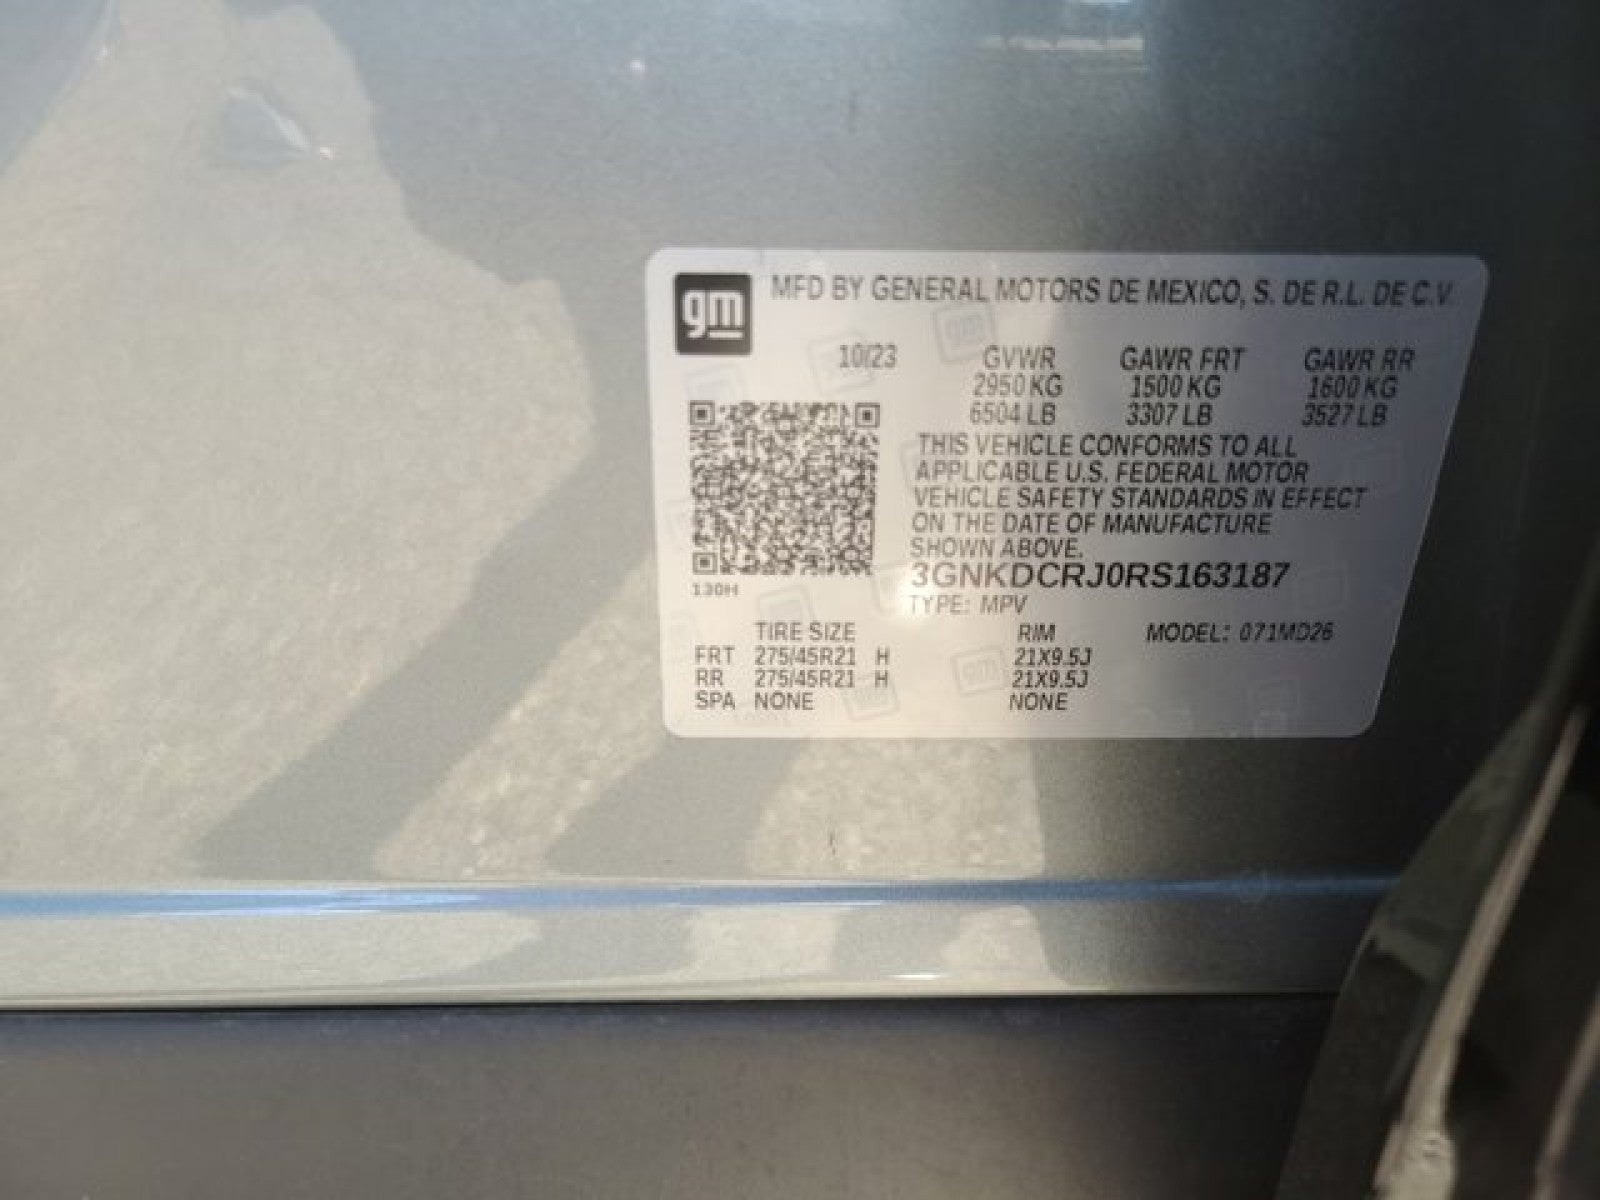 gm MFD BY GENERAL MOTORS DE MEXICO, S. DE R.L. DE C.V
10/23 GVWR GAWR FRT GAWR RR
2950 KG 1500 KG 1600 KG
6504 LB 3307 LB 3527 LB
THIS VEHICLE CONFORMS TO ALL
APPLICABLE U.S. FEDERAL MOTOR
VEHICLE SAFETY STANDARDS IN EFFECT
ON THE DATE OF MANUFACTURE
SHOWN ABOVE.
3GNKDCRJ0RS163187
130H
TYPE: MPV
TIRE SIZE RIM MODEL: 071MD26
FRT 275/45R21 H 21X9.5J
RR 275/45R21 H 21X9.5J
SPA NONE NONE